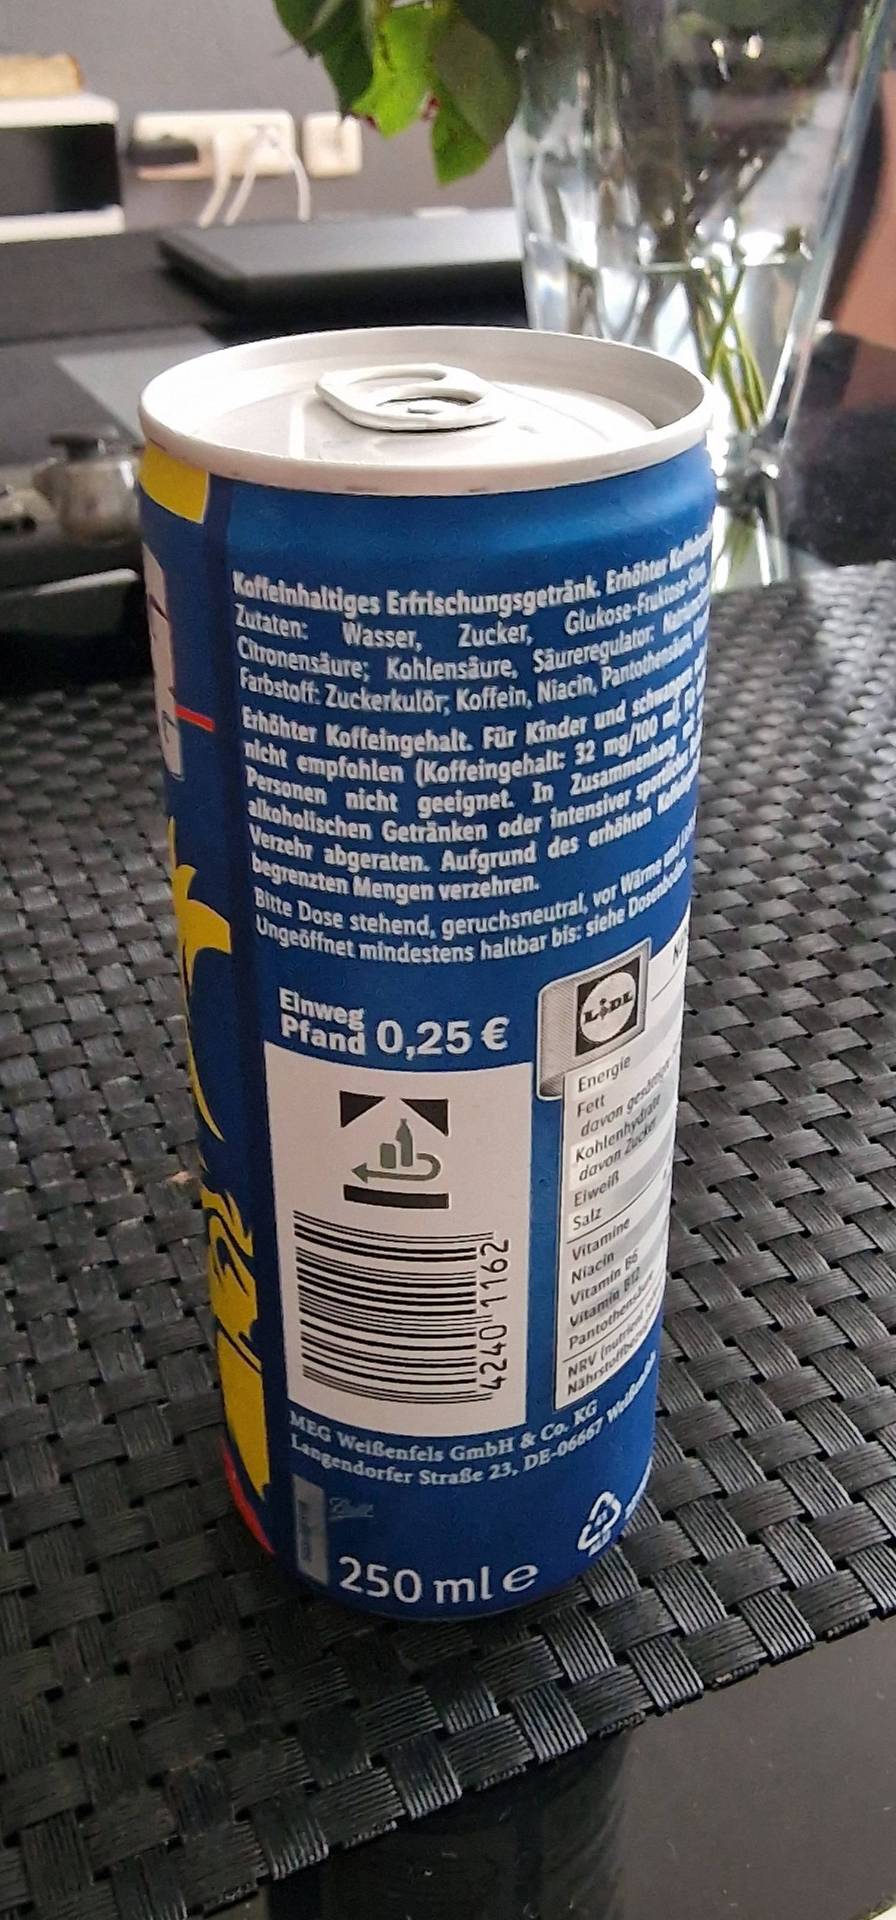 Koffeinhaltiges Erfrischungsgetränk. Erhöhter
Zutaten: Wasser, Zucker, Glukose-Fruktose-
Citronensäure; Kohlensäure, Säureregulator:
Farbstoff: Zuckerkulör, Koffein, Niacin, Pantothensäure,
Erhöhter Koffeingehalt. Für Kinder und
nicht empfohlen (Koffeingehalt: 32 mg/100 ml).
Personen nicht geeignet. In Zusammenhang
alkoholischen Getränken oder intensiver sportlicher
Verzehr abgeraten. Aufgrund des erhöhten
begrenzten Mengen verzehren.
Bitte Dose stehend, geruchsneutral, vor Wärme und
Ungeöffnet mindestens haltbar bis: siehe Dosenboden.
Einweg
Pfand 0,25 €
LIDL
Energie
Fett
davon
Kohlenhydrate
davon Zucker
Eiweiß
Salz
Vitamine
Niacin
Vitamin B6
Vitamin B12
Pantothensäure
NRV (nutrient
4240 1162
MEG Weißenfels GmbH & Co. KG
Langendorfer Straße 23, DE-06667 Weißenfels
250 ml e